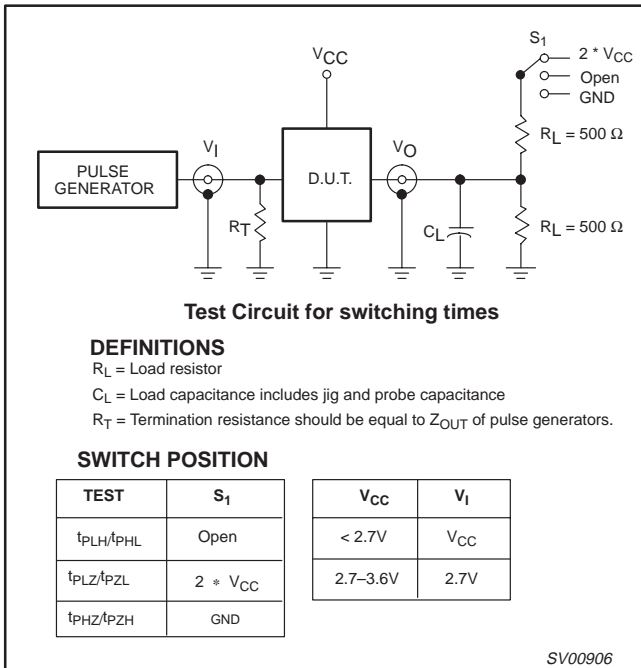 S1
2 * VCC
Open
GND
VCC
RL = 500 Ω
VI
VO
PULSE
GENERATOR
D.U.T.
RT
CL
RL = 500 Ω
Test Circuit for switching times
DEFINITIONS
RL = Load resistor
CL = Load capacitance includes jig and probe capacitance
RT = Termination resistance should be equal to ZOUT of pulse generators.
SWITCH POSITION
TEST S1
tPLH/tPHL Open
tPLZ/tPZL 2 * VCC
tPHZ/tPZH GND
VCC VI
< 2.7V VCC
2.7–3.6V 2.7V
SV00906